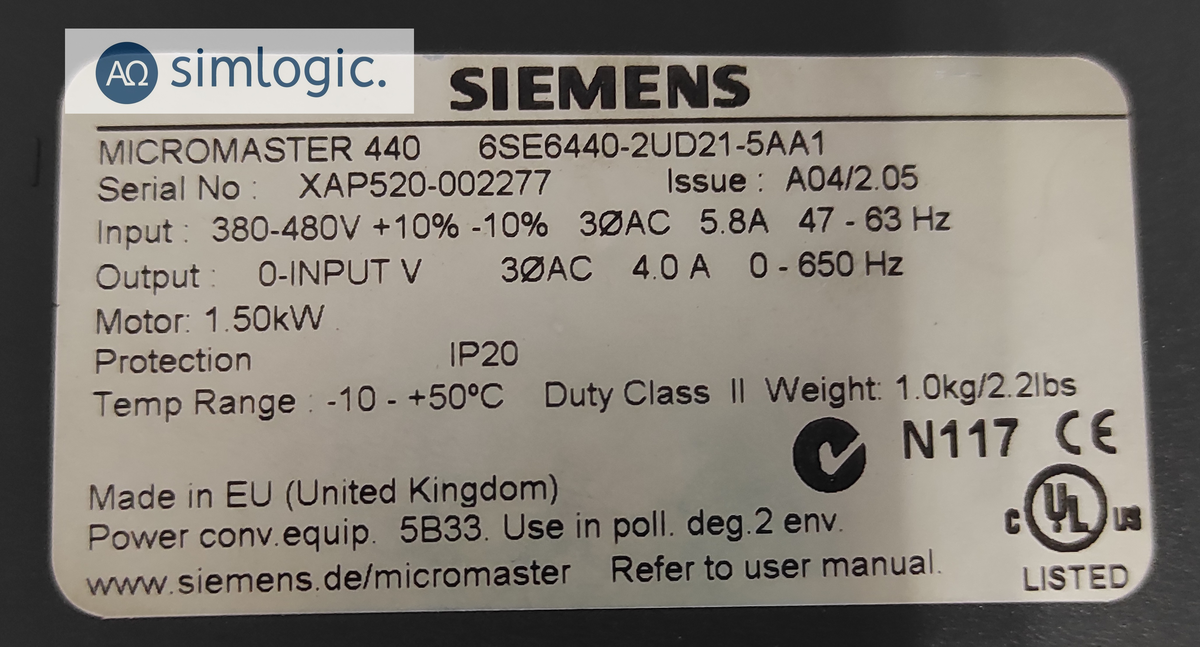 AΩ simlogic.
SIEMENS
MICROMASTER 440 6SE6440-2UD21-5AA1
Serial No : XAP520-002277 Issue : A04/2.05
Input : 380-480V +10% -10% 3ØAC 5.8A 47 - 63 Hz
Output : 0-INPUT V 3ØAC 4.0 A 0 - 650 Hz
Motor: 1.50kW
Protection IP20
Temp Range : -10 - +50ºC Duty Class II Weight: 1.0kg/2.2lbs
N117 CE
Made in EU (United Kingdom)
Power conv.equip. 5B33. Use in poll. deg.2 env.
c UL us
www.siemens.de/micromaster Refer to user manual.
LISTED